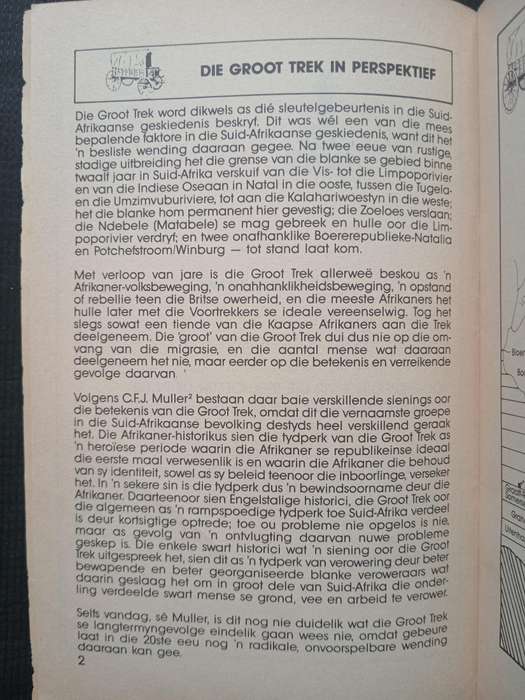 DIE GROOT TREK IN PERSPEKTIEF
Die Groot Trek word dikwels as dié sleutelgebeurtenis in die Suid-
Afrikaanse geskiedenis beskryf. Dit was wél een van die mees
bepalende faktore in die Suid-Afrikaanse geskiedenis, want dit het
'n besliste wending daaraan gegee. Na twee eeue van rustige,
stadige uitbreiding het die grense van die blanke se gebied binne
twaalf jaar in Suid-Afrika verskuif van die Vis- tot die Limpoporivier
en van die Indiese Oseaan in Natal in die ooste, tussen die Tugela-
en die Umzimvuburiviere, tot aan die Kalahariwoestyn in die weste;
het die blanke hom permanent hier gevestig; die Zoeloes verslaan;
die Ndebele (Matabele) se mag gebreek en hulle oor die Lim-
poporivier verdryf; en twee onafhanklike Boererepublieke-Natalia
en Potchefstroom/Winburg — tot stand laat kom.
Met verloop van jare is die Groot Trek allerweë beskou as 'n
Afrikaner-volksbeweging, 'n onahhanklikheidsbeweging, 'n opstand
of rebellie teen die Britse owerheid, en die meeste Afrikaners het
hulle later met die Voortrekkers se ideale vereenselwig. Tog het
slegs sowat een tiende van die Kaapse Afrikaners aan die Trek
deelgeneem. Die 'groot' van die Groot Trek dui dus nie op die om-
vang van die migrasie, en die aantal mense wat daaraan
deelgeneem het nie, maar eerder op die betekenis en verreikende
gevolge daarvan.
Volgens C.F.J. Muller² bestaan daar baie verskillende sienings oor
die betekenis van die Groot Trek, omdat dit die vernaamste groepe
in die Suid-Afrikaanse bevolking destyds heel verskillend geraak
het. Die Afrikaner-historikus sien die tydperk van die Groot Trek as
'n heroïese periode waarin die Afrikaner se republikeinse ideaal
die eerste maal verwesenlik is en waarin die Afrikaner die behoud
van sy identiteit, sowel as sy beleid teenoor die inboorlinge, verseker
het. In 'n sekere sin is die tydperk dus 'n bewindsoorname deur die
Afrikaner. Daarteenoor sien Engelstalige historici, die Groot Trek oor
die algemeen as 'n rampspoedige tydperk toe Suid-Afrika verdeel
is deur kortsigtige optrede; toe ou probleme nie opgelos is nie,
maar as gevolg van 'n ontvlugting daarvan nuwe probleme
geskep is. Die enkele swart historici wat 'n siening oor die Groot
Trek uitgespreek het, sien dit as 'n tydperk van verowering deur beter
bewapende en beter georganiseerde blanke veroweraars wat
daarin geslaag het om in groot dele van Suid-Afrika die onder-
ling verdeelde swart mense se grond, vee en arbeid te verower.
Selfs vandag, sê Muller, is dit nog nie duidelik wat die Groot Trek
se langtermyngevolge eindelik gaan wees nie, omdat gebeure
laat in die 20ste eeu nog 'n radikale, onvoorspelbare wending
daaraan kan gee.
2
Boer